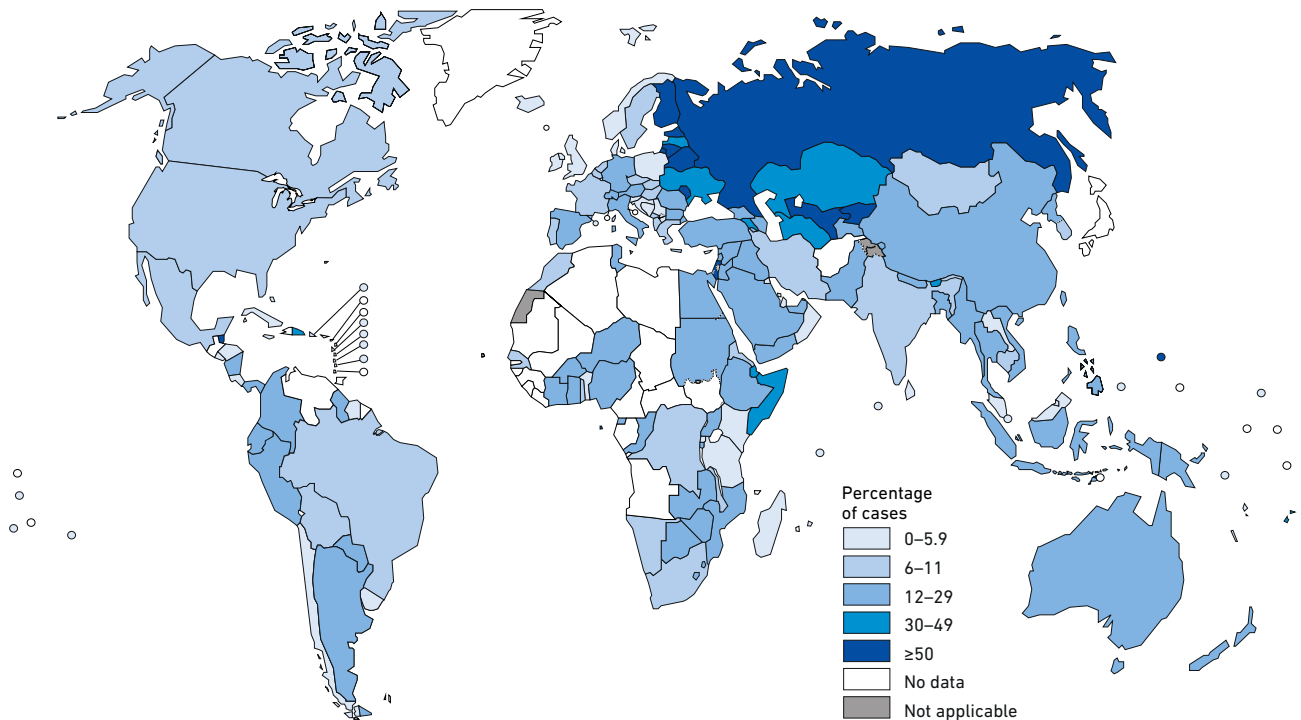 Percentage
of cases
0–5.9
6–11
12–29
30–49
≥50
No data
Not applicable